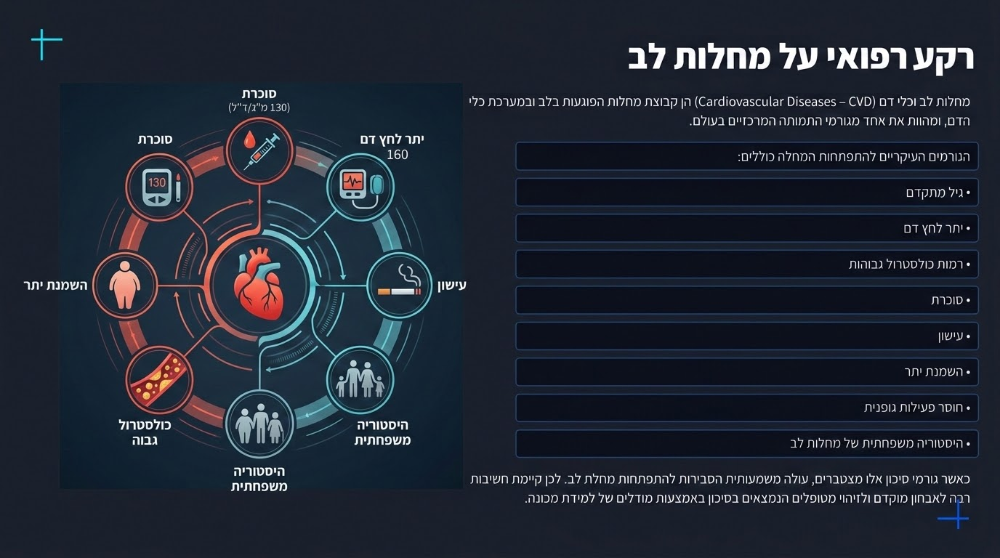 רקע רפואי על מחלות לב
מחלות לב וכלי דם (Cardiovascular Diseases – CVD) הן קבוצת מחלות הפוגעות בלב ובמערכת כלי
הדם, ומהוות את אחד מגורמי התמותה המרכזיים בעולם.
הגורמים העיקריים להתפתחות המחלה כוללים:
• גיל מתקדם
• יתר לחץ דם
• רמות כולסטרול גבוהות
• סוכרת
• עישון
• השמנת יתר
• חוסר פעילות גופנית
• היסטוריה משפחתית של מחלות לב
כאשר גורמי סיכון אלו מצטברים, עולה משמעותית הסבירות להתפתחות מחלת לב. לכן קיימת חשיבות
רבה לאבחון מוקדם ולזיהוי מטופלים הנמצאים בסיכון באמצעות מודלים של למידת מכונה.
סוכרת
(130 מ"ג/ד"ל)
יתר לחץ דם
160
עישון
היסטוריה
משפחתית
היסטוריה
משפחתית
כולסטרול
גבוה
השמנת יתר
סוכרת
130